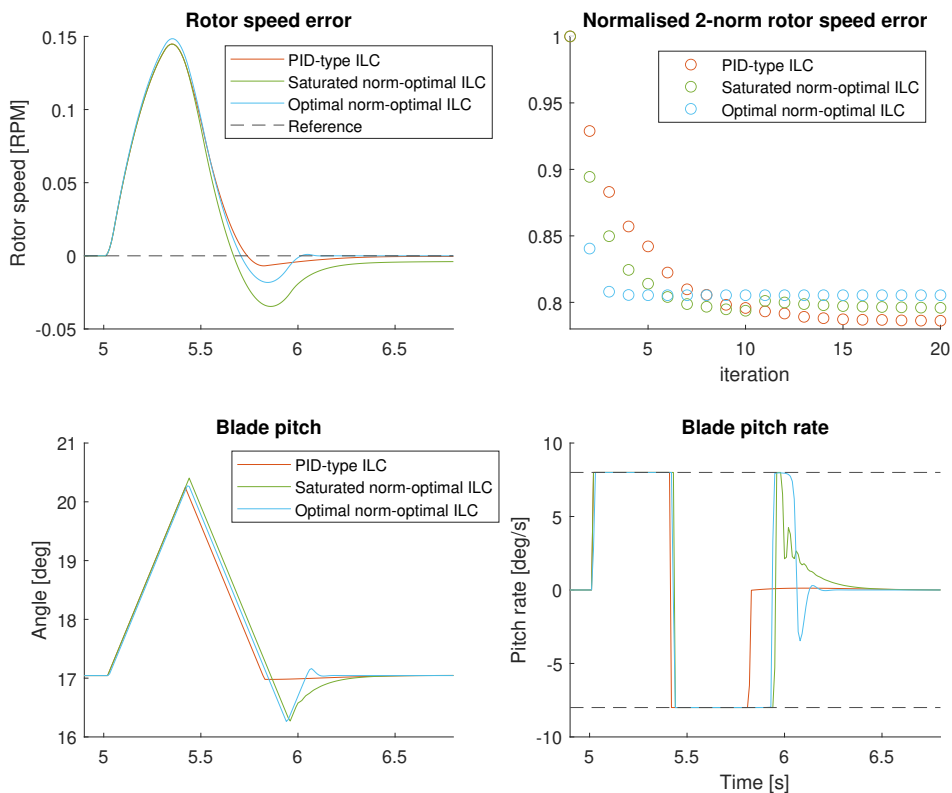 Rotor speed error
Rotor speed [RPM]
0.15
0.1
0.05
0
-0.05
5
5.5
6
6.5
PID-type ILC
Saturated norm-optimal ILC
Optimal norm-optimal ILC
Reference
Normalised 2-norm rotor speed error
1
0.95
0.9
0.85
0.8
5
10
15
20
iteration
PID-type ILC
Saturated norm-optimal ILC
Optimal norm-optimal ILC
Blade pitch
Angle [deg]
21
20
19
18
17
16
5
5.5
6
6.5
PID-type ILC
Saturated norm-optimal ILC
Optimal norm-optimal ILC
Blade pitch rate
Pitch rate [deg/s]
10
5
0
-5
-10
5
5.5
6
6.5
Time [s]